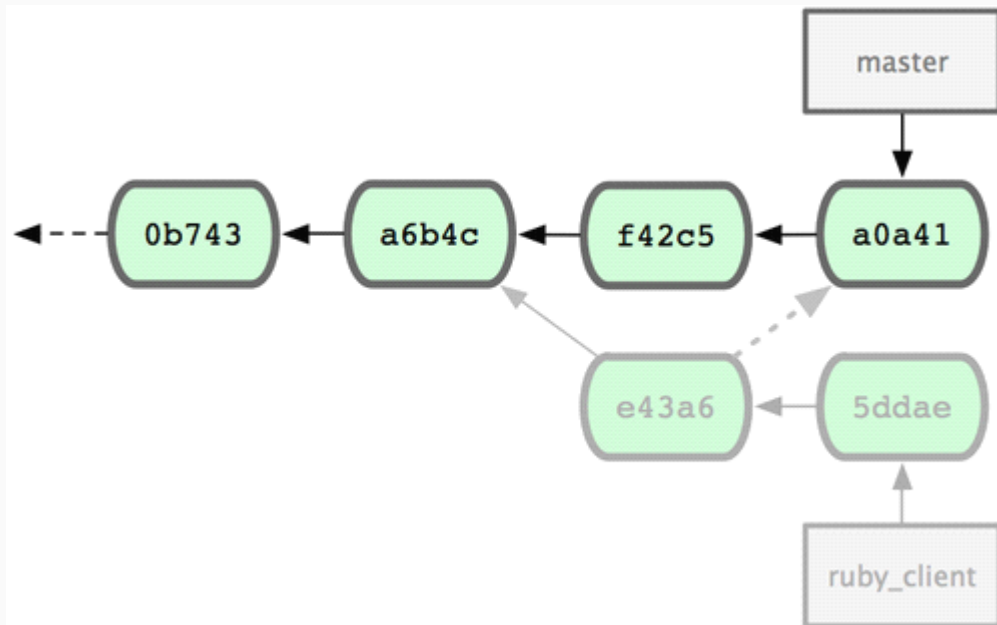 master
0b743
a6b4c
f42c5
a0a41
e43a6
5ddae
ruby_client